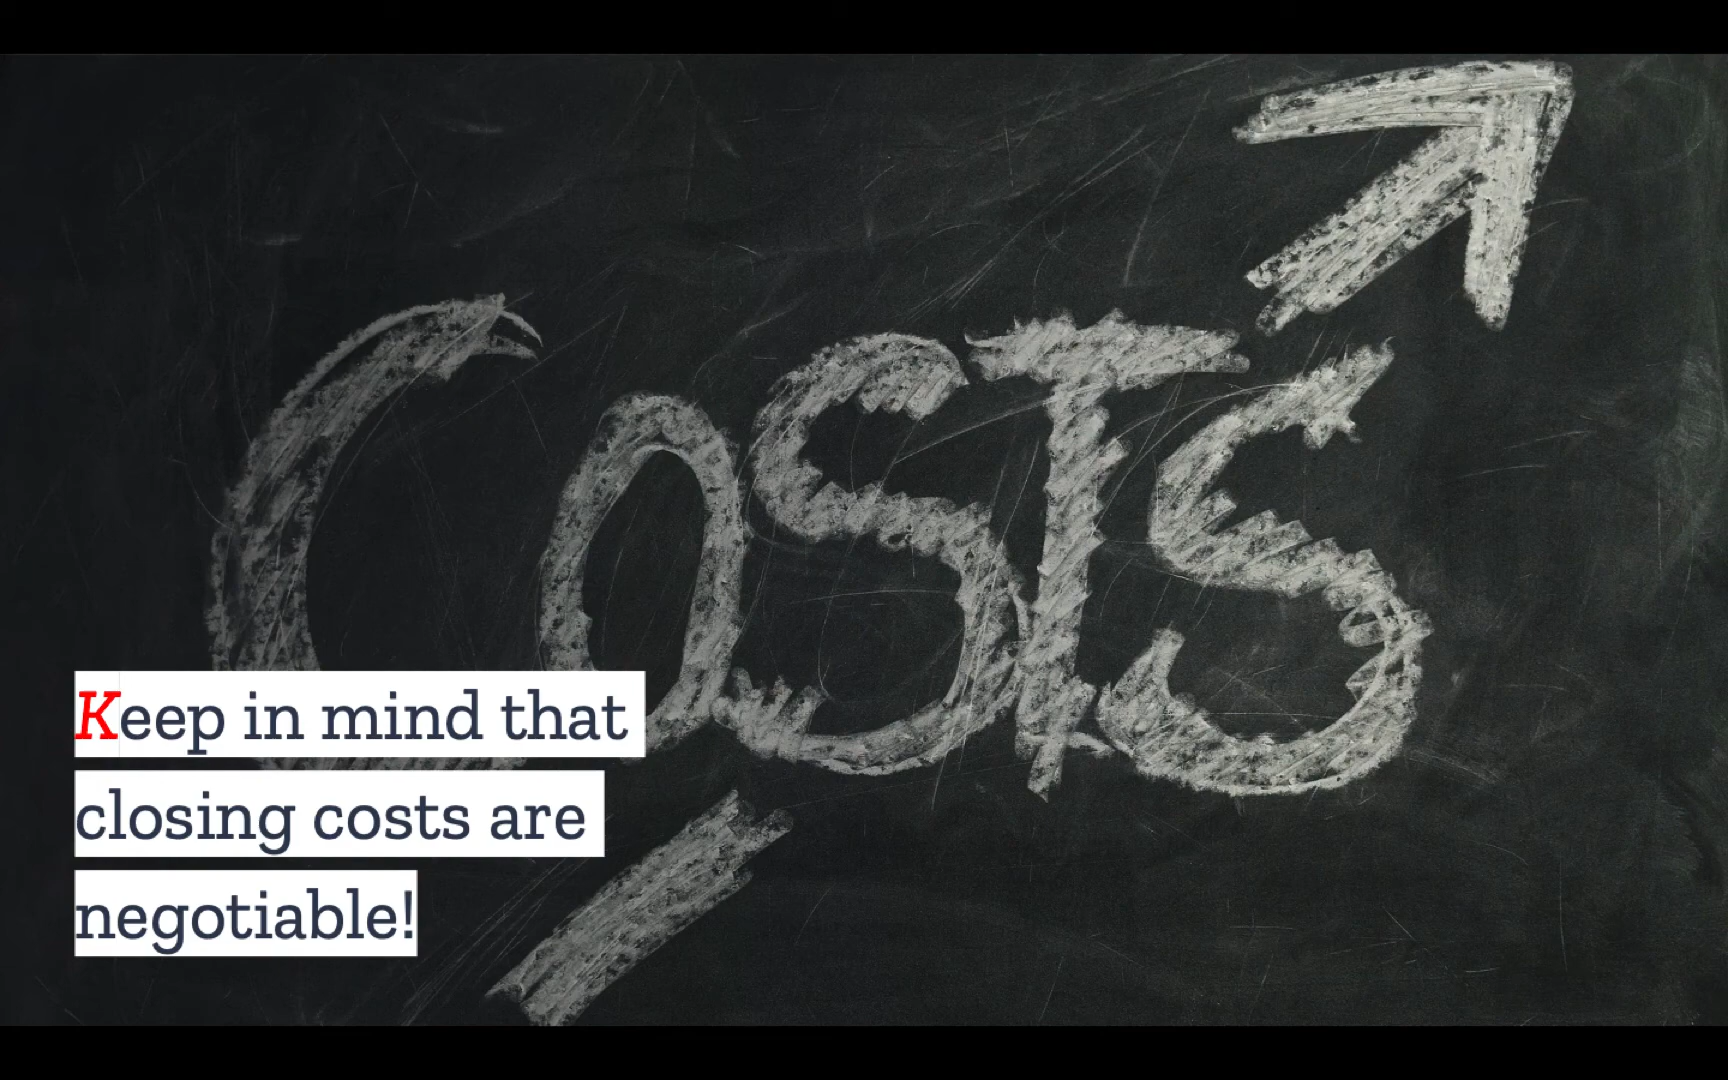 CoSTS
Keep in mind that
closing costs are
negotiable!